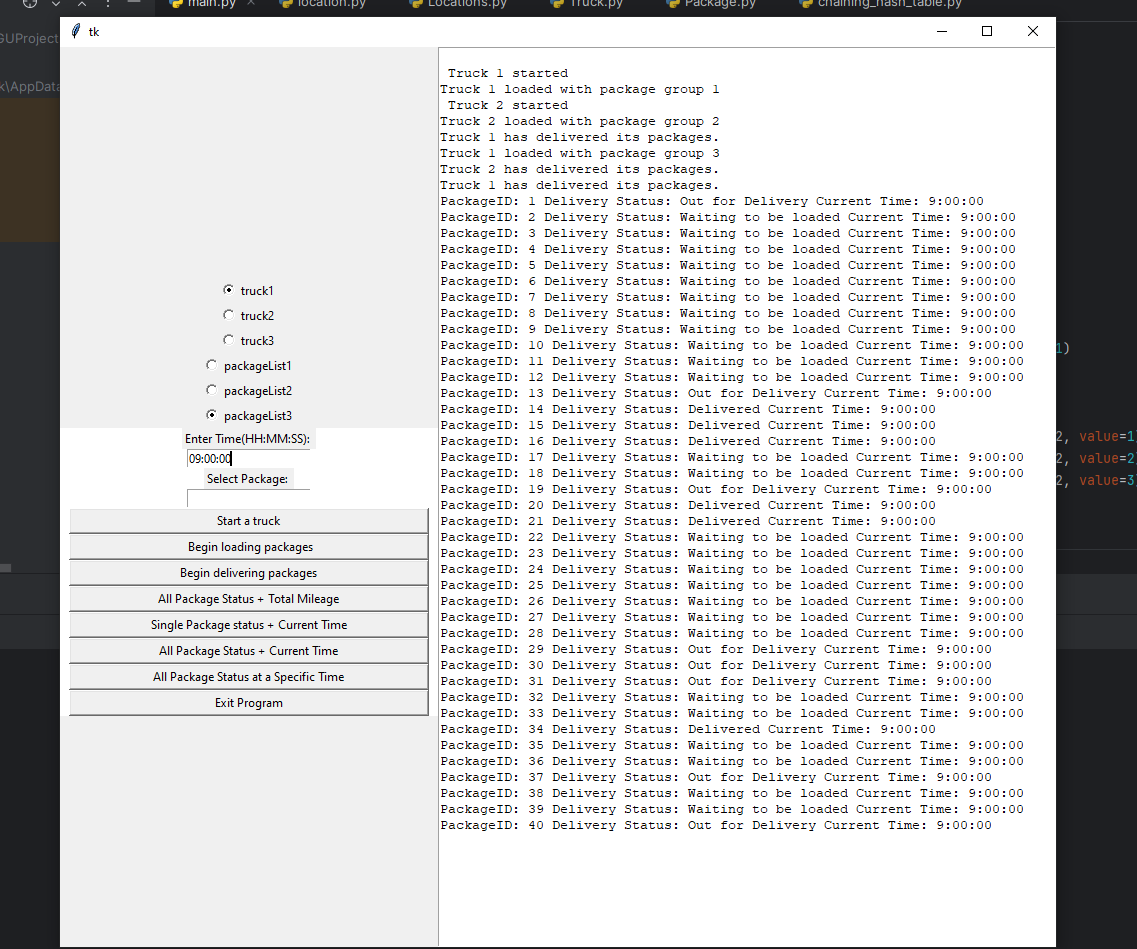 main.py
location.py
Locations.py
Truck.py
Package.py
chaining_hash_table.py
GUProject
k\AppData
tk
truck1
truck2
truck3
packageList1
packageList2
packageList3
Enter Time(HH:MM:SS):
09:00:00
Select Package:
Start a truck
Begin loading packages
Begin delivering packages
All Package Status + Total Mileage
Single Package status + Current Time
All Package Status + Current Time
All Package Status at a Specific Time
Exit Program
Truck 1 started
Truck 1 loaded with package group 1
Truck 2 started
Truck 2 loaded with package group 2
Truck 1 has delivered its packages.
Truck 1 loaded with package group 3
Truck 2 has delivered its packages.
Truck 1 has delivered its packages.
PackageID: 1 Delivery Status: Out for Delivery Current Time: 9:00:00
PackageID: 2 Delivery Status: Waiting to be loaded Current Time: 9:00:00
PackageID: 3 Delivery Status: Waiting to be loaded Current Time: 9:00:00
PackageID: 4 Delivery Status: Waiting to be loaded Current Time: 9:00:00
PackageID: 5 Delivery Status: Waiting to be loaded Current Time: 9:00:00
PackageID: 6 Delivery Status: Waiting to be loaded Current Time: 9:00:00
PackageID: 7 Delivery Status: Waiting to be loaded Current Time: 9:00:00
PackageID: 8 Delivery Status: Waiting to be loaded Current Time: 9:00:00
PackageID: 9 Delivery Status: Waiting to be loaded Current Time: 9:00:00
PackageID: 10 Delivery Status: Waiting to be loaded Current Time: 9:00:00
PackageID: 11 Delivery Status: Waiting to be loaded Current Time: 9:00:00
PackageID: 12 Delivery Status: Waiting to be loaded Current Time: 9:00:00
PackageID: 13 Delivery Status: Out for Delivery Current Time: 9:00:00
PackageID: 14 Delivery Status: Delivered Current Time: 9:00:00
PackageID: 15 Delivery Status: Delivered Current Time: 9:00:00
PackageID: 16 Delivery Status: Delivered Current Time: 9:00:00
PackageID: 17 Delivery Status: Waiting to be loaded Current Time: 9:00:00
PackageID: 18 Delivery Status: Waiting to be loaded Current Time: 9:00:00
PackageID: 19 Delivery Status: Out for Delivery Current Time: 9:00:00
PackageID: 20 Delivery Status: Delivered Current Time: 9:00:00
PackageID: 21 Delivery Status: Delivered Current Time: 9:00:00
PackageID: 22 Delivery Status: Waiting to be loaded Current Time: 9:00:00
PackageID: 23 Delivery Status: Waiting to be loaded Current Time: 9:00:00
PackageID: 24 Delivery Status: Waiting to be loaded Current Time: 9:00:00
PackageID: 25 Delivery Status: Waiting to be loaded Current Time: 9:00:00
PackageID: 26 Delivery Status: Waiting to be loaded Current Time: 9:00:00
PackageID: 27 Delivery Status: Waiting to be loaded Current Time: 9:00:00
PackageID: 28 Delivery Status: Waiting to be loaded Current Time: 9:00:00
PackageID: 29 Delivery Status: Out for Delivery Current Time: 9:00:00
PackageID: 30 Delivery Status: Out for Delivery Current Time: 9:00:00
PackageID: 31 Delivery Status: Out for Delivery Current Time: 9:00:00
PackageID: 32 Delivery Status: Waiting to be loaded Current Time: 9:00:00
PackageID: 33 Delivery Status: Waiting to be loaded Current Time: 9:00:00
PackageID: 34 Delivery Status: Delivered Current Time: 9:00:00
PackageID: 35 Delivery Status: Waiting to be loaded Current Time: 9:00:00
PackageID: 36 Delivery Status: Waiting to be loaded Current Time: 9:00:00
PackageID: 37 Delivery Status: Out for Delivery Current Time: 9:00:00
PackageID: 38 Delivery Status: Waiting to be loaded Current Time: 9:00:00
PackageID: 39 Delivery Status: Waiting to be loaded Current Time: 9:00:00
PackageID: 40 Delivery Status: Out for Delivery Current Time: 9:00:00
1)
2, value=1
2, value=2
2, value=3